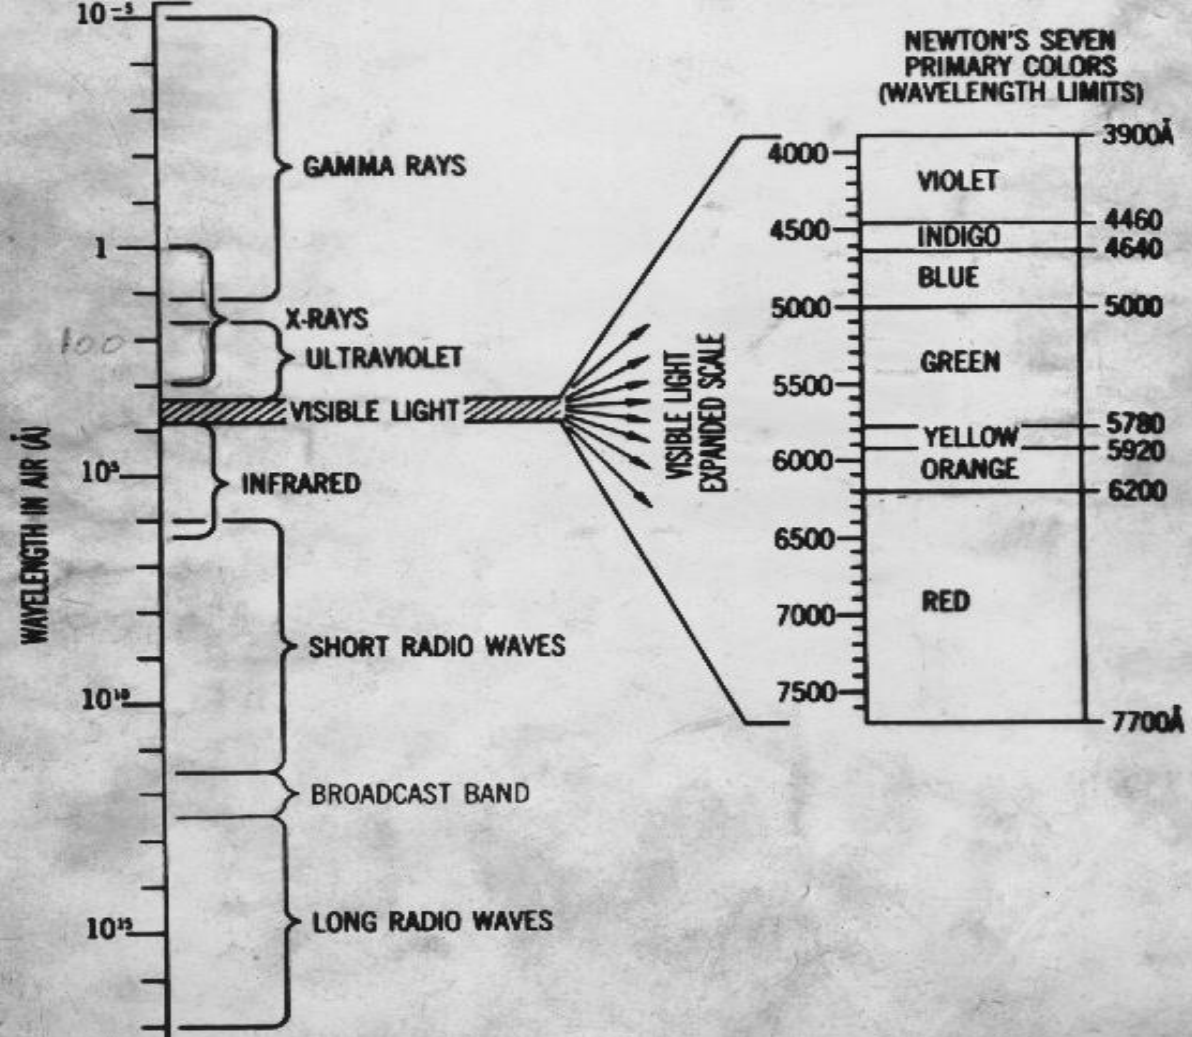 10⁻⁵
GAMMA RAYS
1
X-RAYS
100
ULTRAVIOLET
VISIBLE LIGHT
10⁵
INFRARED
SHORT RADIO WAVES
10¹⁰
BROADCAST BAND
10¹⁵
LONG RADIO WAVES
WAVELENGTH IN AIR (Å)
VISIBLE LIGHT
EXPANDED SCALE
NEWTON'S SEVEN
PRIMARY COLORS
(WAVELENGTH LIMITS)
3900Å
4000
VIOLET
4460
4500
INDIGO
4640
BLUE
5000
5000
GREEN
5500
5780
YELLOW
5920
6000
ORANGE
6200
6500
RED
7000
7500
7700Å